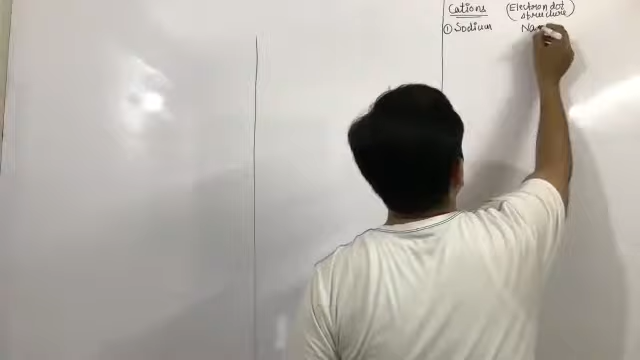 Cations (Electron dot
structure)
① Sodium Na